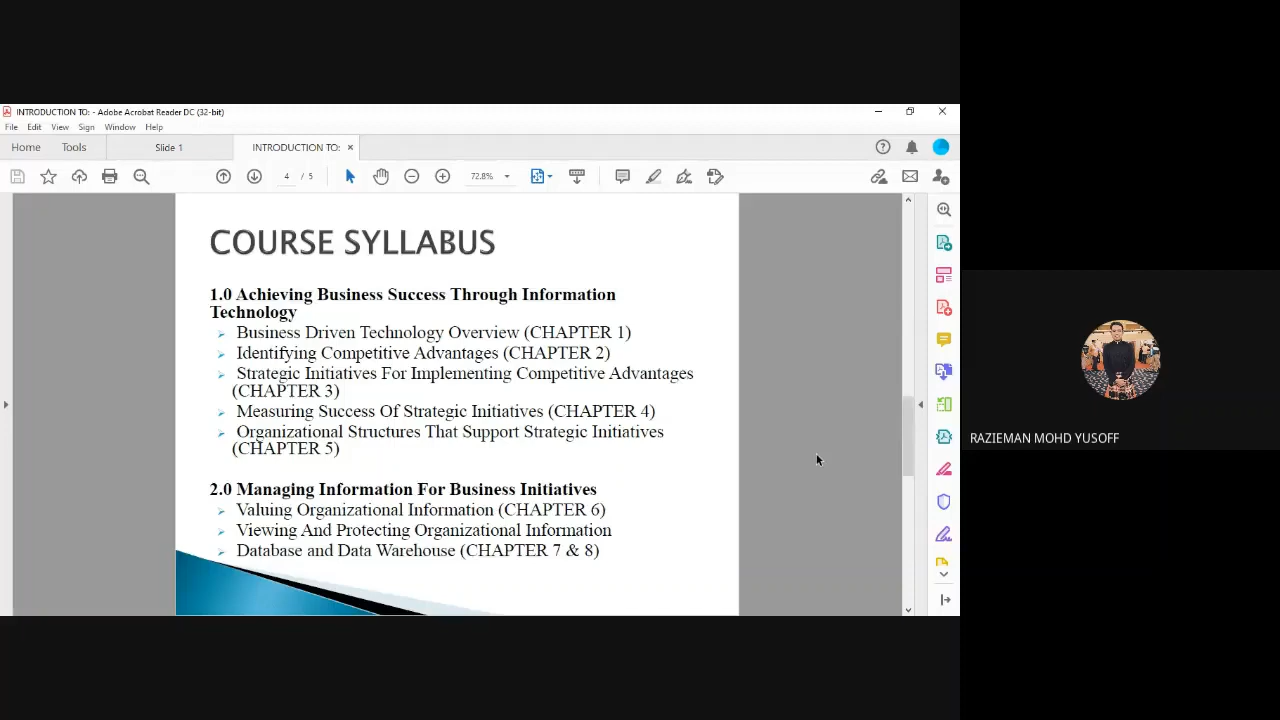 INTRODUCTION TO: - Adobe Acrobat Reader DC (32-bit)
File Edit View Sign Window Help
Home Tools Slide 1 INTRODUCTION TO: ×
4 / 5 72.8%
COURSE SYLLABUS
1.0 Achieving Business Success Through Information
Technology
Business Driven Technology Overview (CHAPTER 1)
Identifying Competitive Advantages (CHAPTER 2)
Strategic Initiatives For Implementing Competitive Advantages
(CHAPTER 3)
Measuring Success Of Strategic Initiatives (CHAPTER 4)
Organizational Structures That Support Strategic Initiatives
(CHAPTER 5)
2.0 Managing Information For Business Initiatives
Valuing Organizational Information (CHAPTER 6)
Viewing And Protecting Organizational Information
Database and Data Warehouse (CHAPTER 7 & 8)
RAZIEMAN MOHD YUSOFF